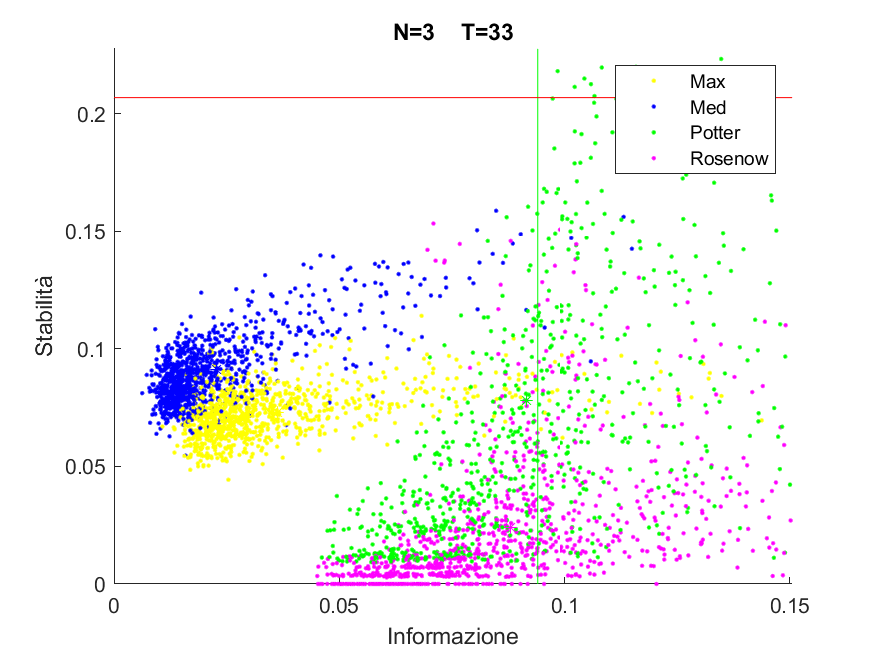 N=3 T=33
Max
Med
Potter
Rosenow
0.2
0.15
0.1
0.05
0
Stabilità
0
0.05
0.1
0.15
Informazione